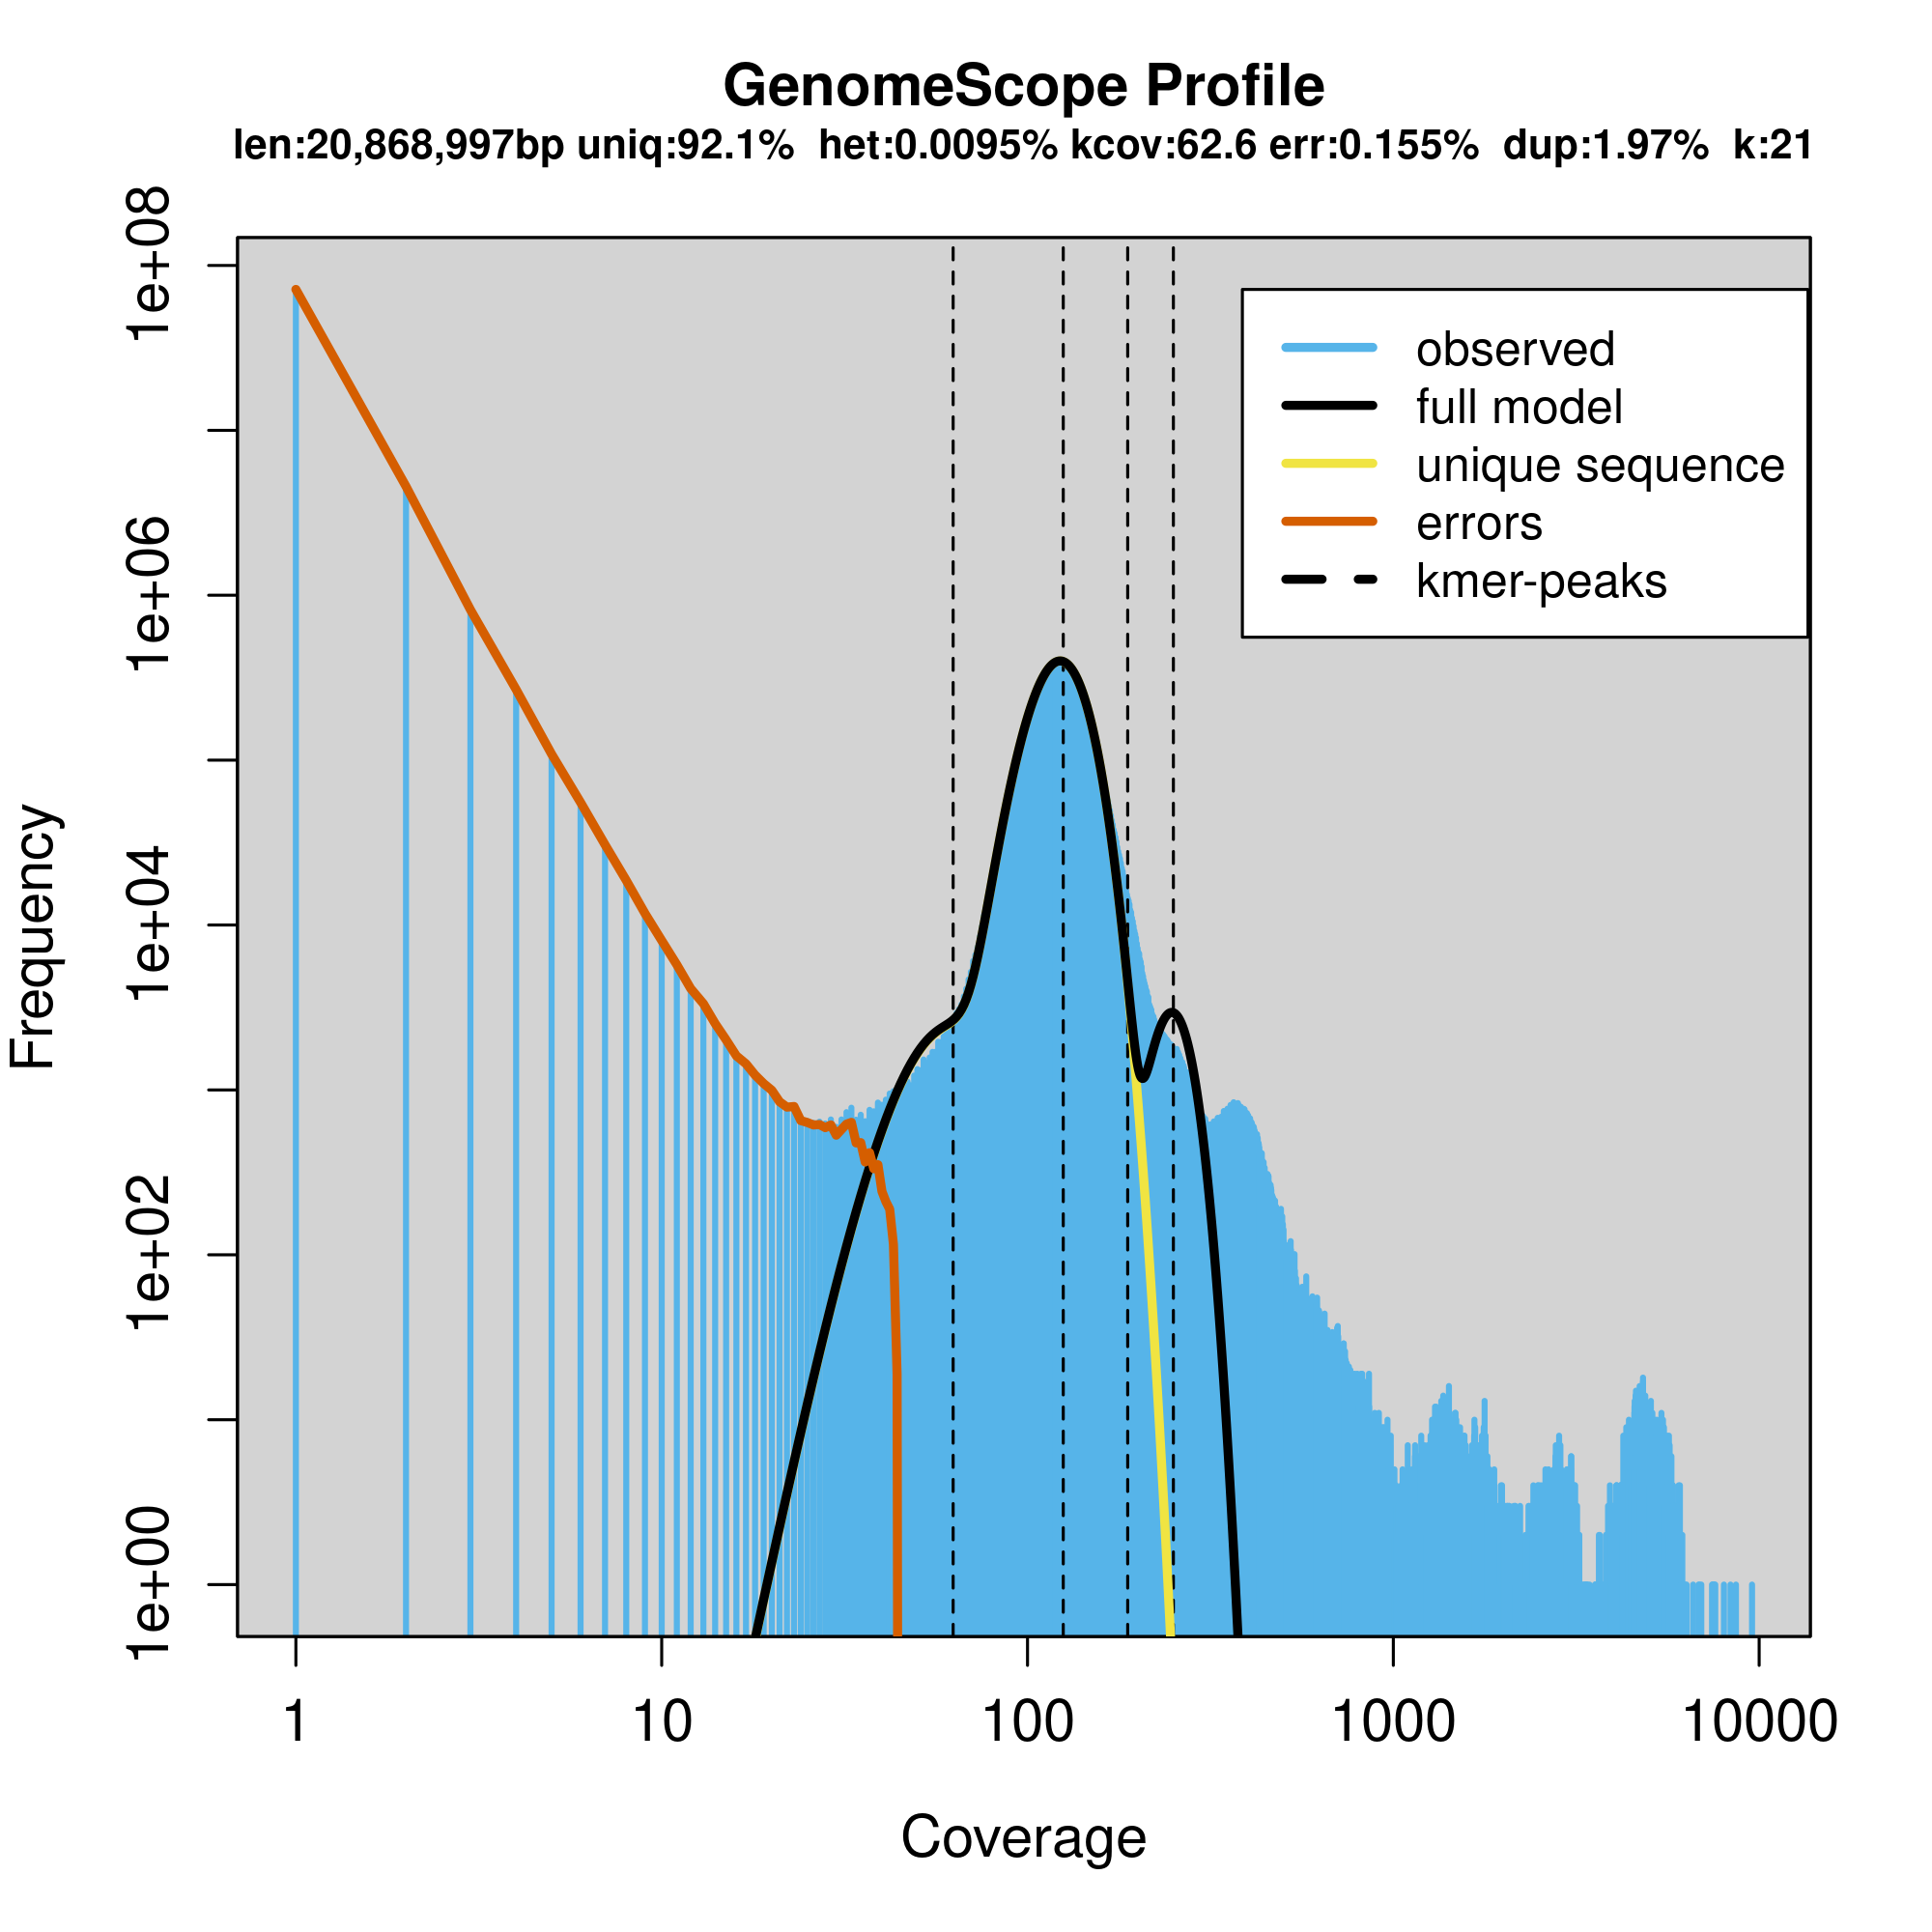 GenomeScope Profile
len:20,868,997bp uniq:92.1% het:0.0095% kcov:62.6 err:0.155% dup:1.97% k:21
1e+08
1e+06
1e+04
1e+02
1e+00
Frequency
observed
full model
unique sequence
errors
kmer-peaks
1 10 100 1000 10000
Coverage